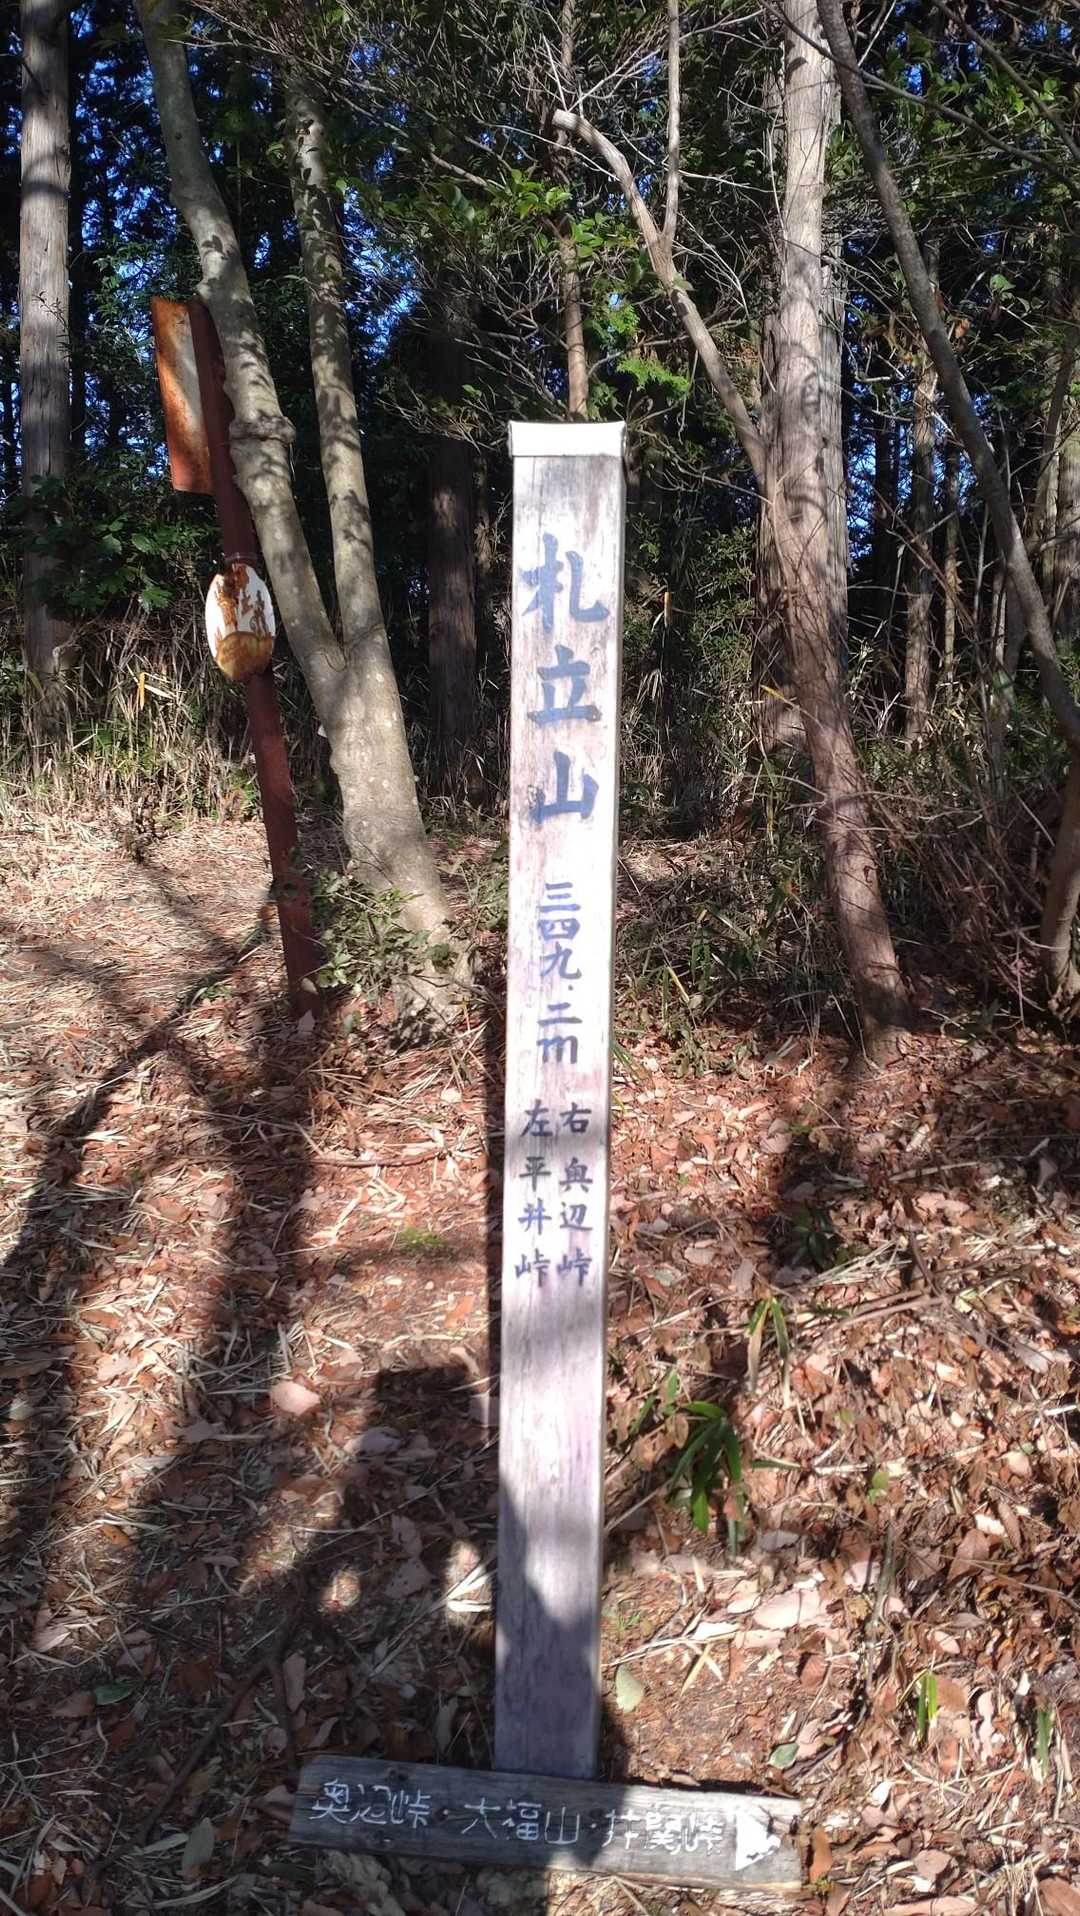 札立山
三四九.二m
右奥辺峠
左平井峠
奥辺峠・大福山・井関峠